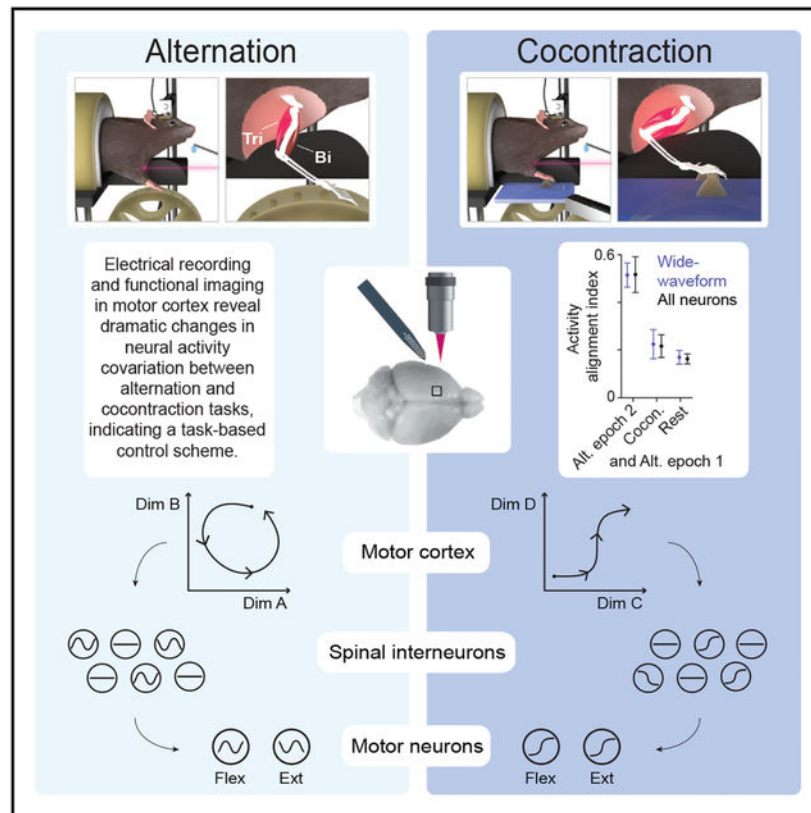 Alternation
Cocontraction
Tri
Bi
Electrical recording
and functional imaging
in motor cortex reveal
dramatic changes in
neural activity
covariation between
alternation and
cocontraction tasks,
indicating a task-based
control scheme.
0.6
Wide-
waveform
All neurons
Activity
alignment index
Alt. epoch 2
Cocon.
Rest
and Alt. epoch 1
Dim B
Dim A
Motor cortex
Dim D
Dim C
Spinal interneurons
Motor neurons
Flex Ext
Flex Ext